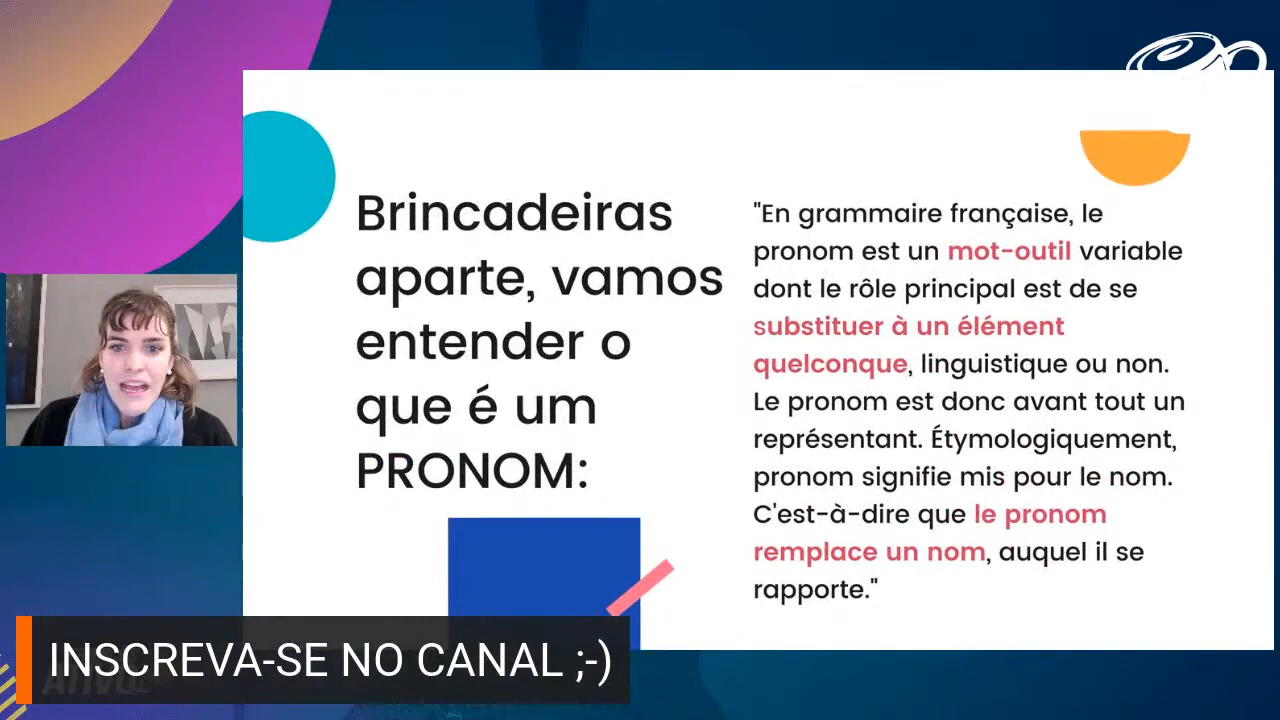 Brincadeiras
aparte, vamos
entender o
que é um
PRONOM:
"En grammaire française, le
pronom est un mot-outil variable
dont le rôle principal est de se
substituer à un élément
quelconque, linguistique ou non.
Le pronom est donc avant tout un
représentant. Étymologiquement,
pronom signifie mis pour le nom.
C'est-à-dire que le pronom
remplace un nom, auquel il se
rapporte."
INSCREVA-SE NO CANAL ;-)